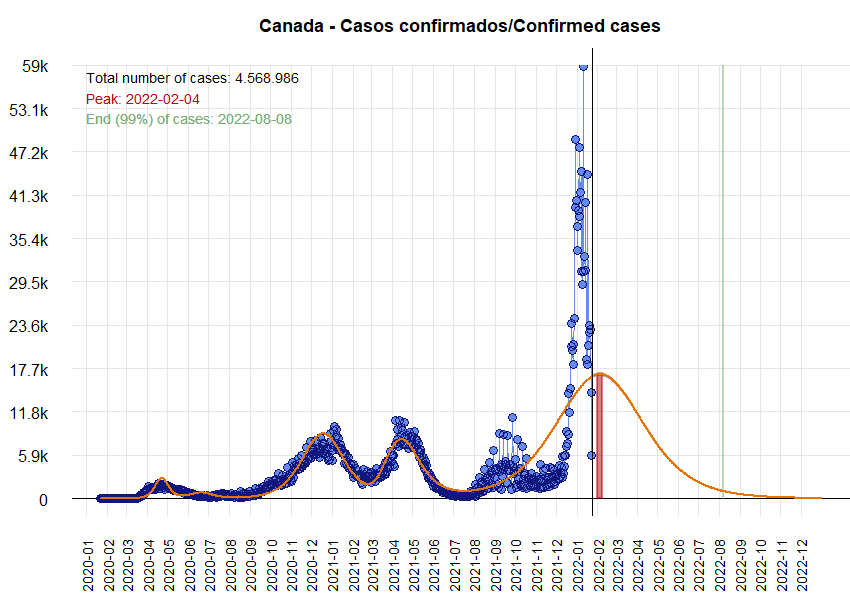 Canada - Casos confirmados/Confirmed cases
59k
Total number of cases: 4.568.986
Peak: 2022-02-04
53.1k
End (99%) of cases: 2022-08-08
47.2k
41.3k
35.4k
29.5k
23.6k
17.7k
11.8k
5.9k
0
2020-01
2020-02
2020-03
2020-04
2020-05
2020-06
2020-07
2020-08
2020-09
2020-10
2020-12
2021-01
2021-02
2021-03
2021-04
2021-05
2021-06
2021-07
2021-08
2021-09
2021-10
2021-11
2021-12
2022-01
2022-02
2022-03
2022-04
2022-05
2022-06
2022-07
2022-08
2022-09
2022-10
2022-11
2022-12